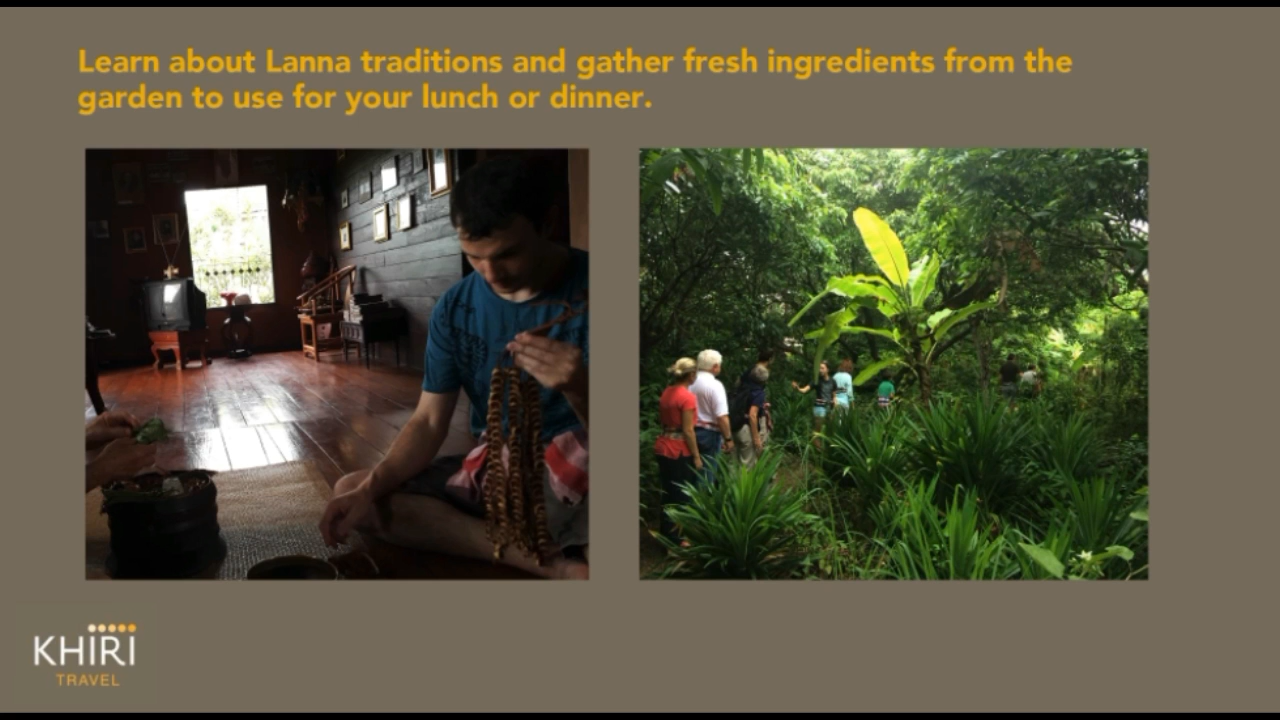 Learn about Lanna traditions and gather fresh ingredients from the
garden to use for your lunch or dinner.
KHIRI
TRAVEL